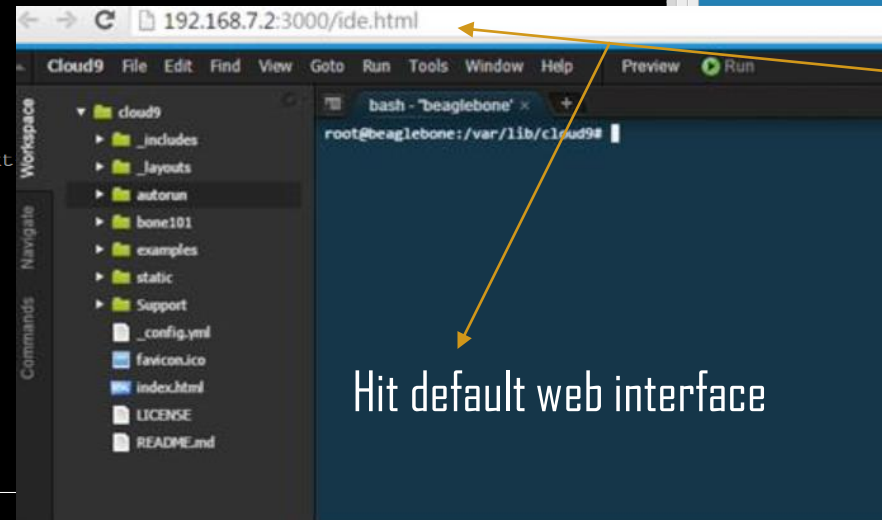 192.168.7.2:3000/ide.html
Cloud9 File Edit Find View Goto Run Tools Window Help Preview Run
Workspace
Navigate
Commands
cloud9
_includes
_layouts
autorun
bone101
examples
static
Support
_config.yml
favicon.ico
index.html
LICENSE
README.md
bash - "beaglebone" × +
root@beaglebone:/var/lib/cloud9#
Hit default web interface